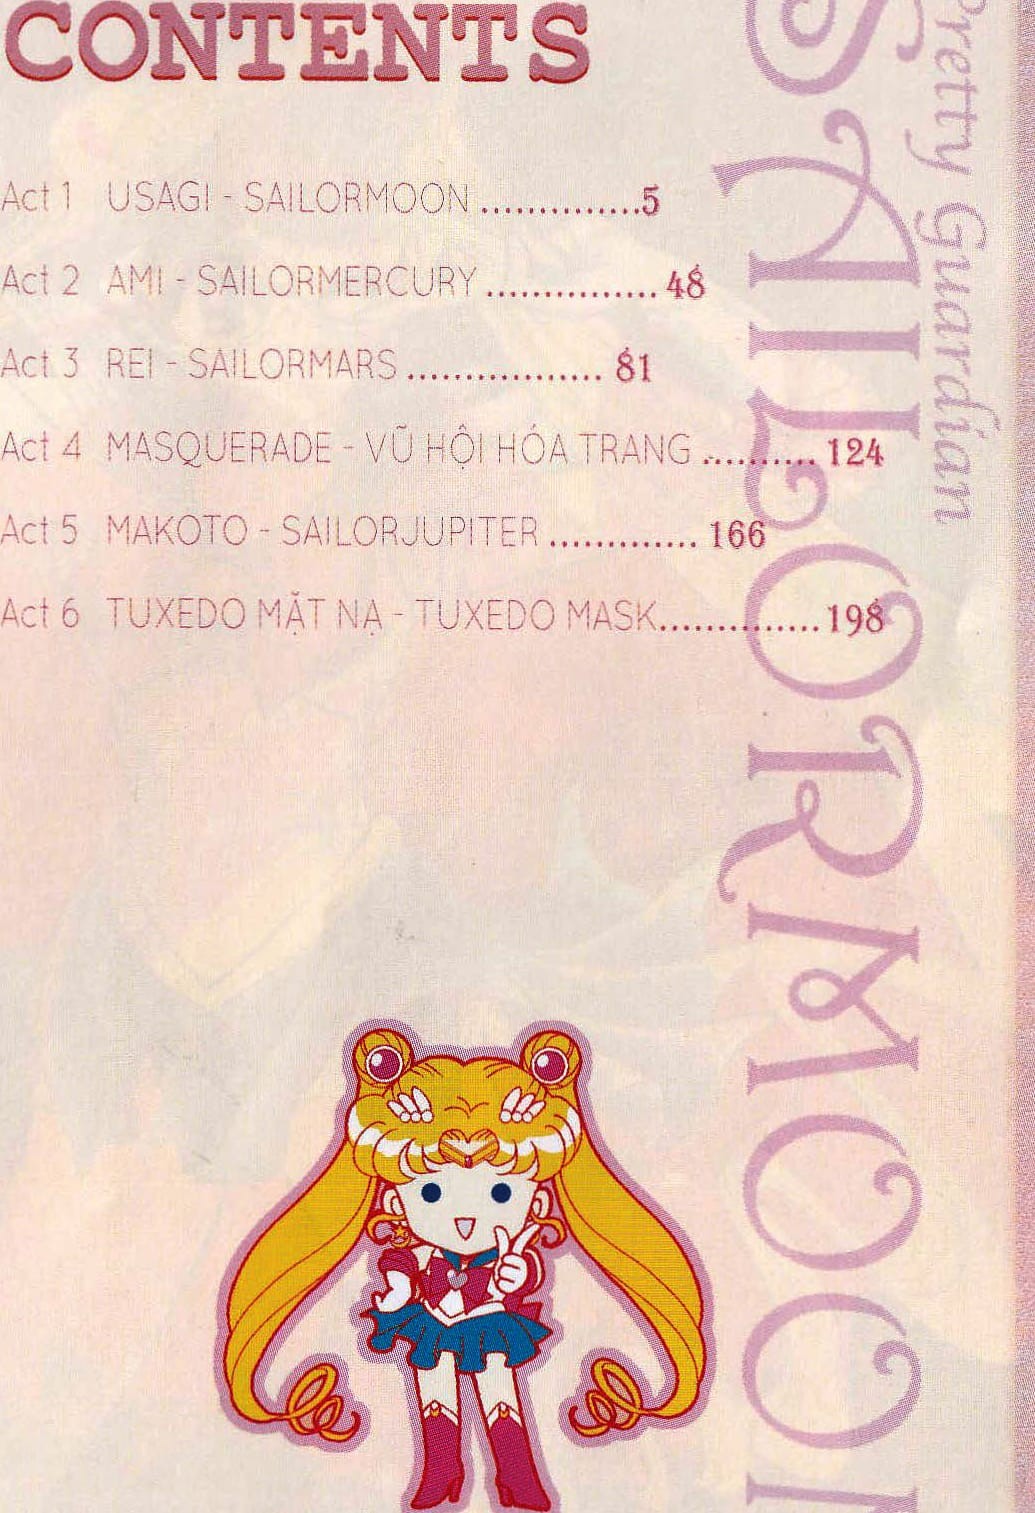 CONTENTS
Act 1 USAGI - SAILORMOON ...............5
Act 2 AMI - SAILORMERCURY ............... 48
Act 3 REI - SAILORMARS ................. 81
Act 4 MASQUERADE - VŨ HỘI HÓA TRANG .......... 124
Act 5 MAKOTO - SAILORJUPITER ............. 166
Act 6 TUXEDO MẶT NẠ - TUXEDO MASK.............. 198
Pretty Guardian
SAILORMOON